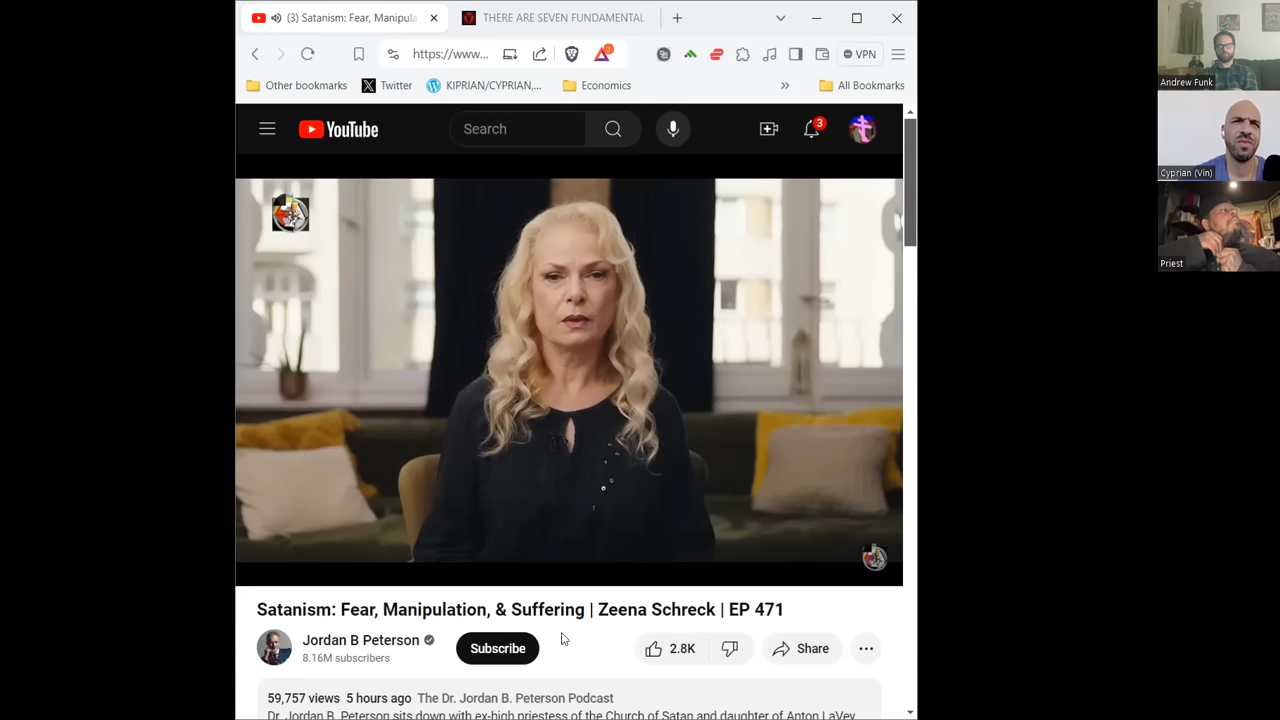 (3) Satanism: Fear, Manipula
THERE ARE SEVEN FUNDAMENTAL
https://www...
2
VPN
Other bookmarks
Twitter
KIPRIAN/CYPRIAN,...
Economics
»
All Bookmarks
YouTube
Search
3
Satanism: Fear, Manipulation, & Suffering | Zeena Schreck | EP 471
Jordan B Peterson
8.16M subscribers
Subscribe
2.8K
Share
59,757 views 5 hours ago The Dr. Jordan B. Peterson Podcast
Dr. Jordan B. Peterson sits down with ex-high priestess of the Church of Satan and daughter of Anton LaVey
Andrew Funk
Cyprian (Vin)
Priest